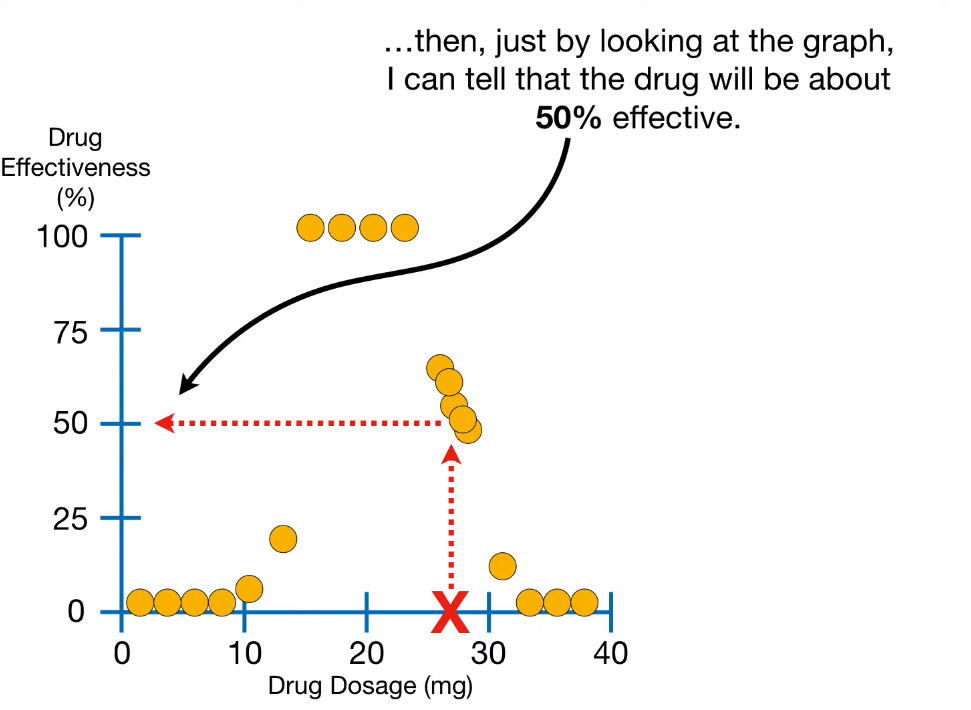 …then, just by looking at the graph,
I can tell that the drug will be about
50% effective.
Drug
Effectiveness
(%)
100
75
50
25
0
X
0 10 20 30 40
Drug Dosage (mg)